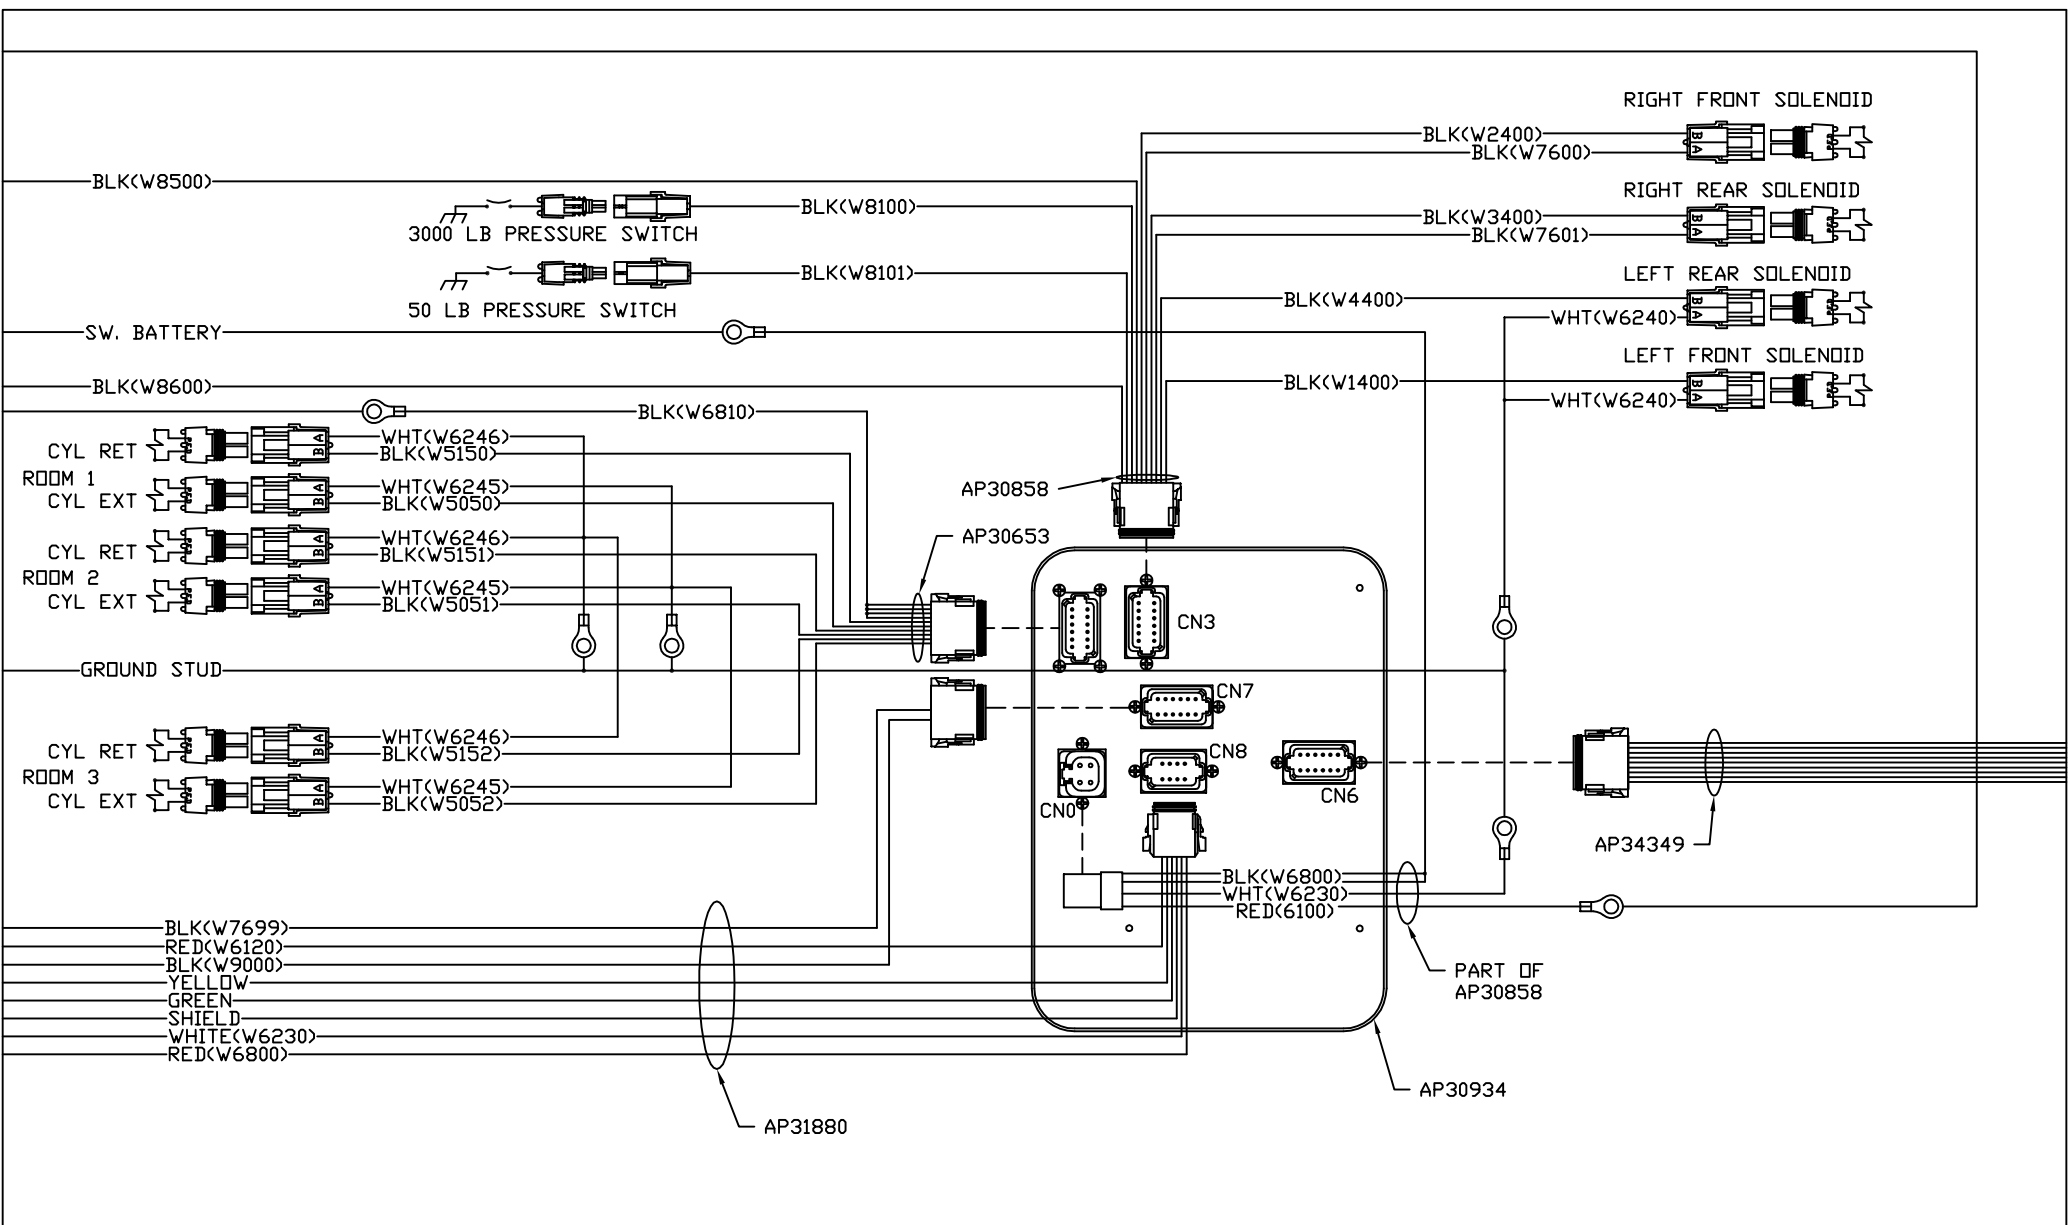 RIGHT FRONT SOLENOID
BLK(W2400)
BLK(W7600)
B
A
BLK(W8500)
RIGHT REAR SOLENOID
BLK(W8100)
3000 LB PRESSURE SWITCH
BLK(W3400)
BLK(W7601)
B
A
BLK(W8101)
50 LB PRESSURE SWITCH
LEFT REAR SOLENOID
BLK(W4400)
WHT(W6240)
B
A
SW. BATTERY
LEFT FRONT SOLENOID
BLK(W8600)
BLK(W1400)
WHT(W6240)
B
A
BLK(W6810)
CYL RET
A
B
WHT(W6246)
BLK(W5150)
ROOM 1
CYL EXT
A
B
WHT(W6245)
BLK(W5050)
AP30858
CYL RET
A
B
WHT(W6246)
BLK(W5151)
AP30653
ROOM 2
CYL EXT
A
B
WHT(W6245)
BLK(W5051)
CN3
GROUND STUD
CN7
CYL RET
A
B
WHT(W6246)
BLK(W5152)
CN8
ROOM 3
CYL EXT
A
B
WHT(W6245)
BLK(W5052)
CN6
CN0
AP34349
BLK(W6800)
WHT(W6230)
RED(6100)
BLK(W7699)
RED(W6120)
BLK(W9000)
YELLOW
GREEN
SHIELD
WHITE(W6230)
RED(W6800)
PART OF
AP30858
AP30934
AP31880